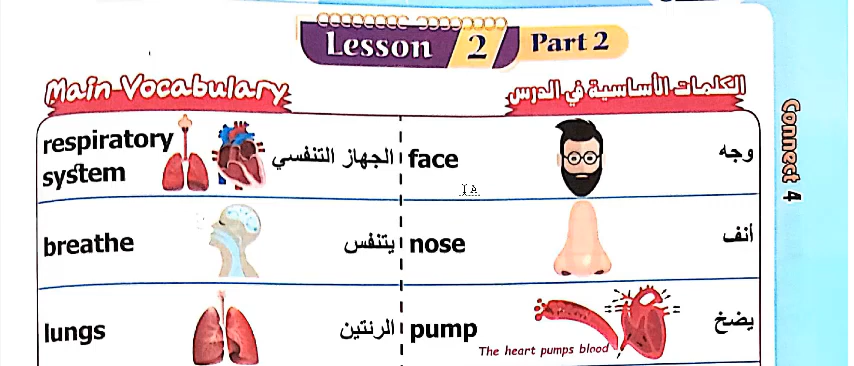 Lesson 2 Part 2
Main Vocabulary
الكلمات الأساسية في الدرس
respiratory system
الجهاز التنفسي
face
وجه
breathe
يتنفس
nose
أنف
lungs
الرئتين
pump
The heart pumps blood
يضخ
Connect 4